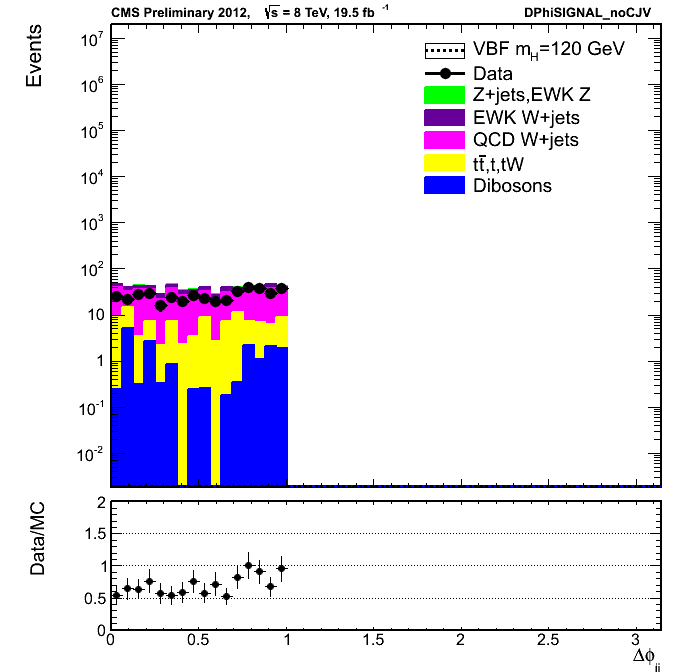 CMS Preliminary 2012, √s = 8 TeV, 19.5 fb⁻¹ DPhiSIGNAL_noCJV
Events
10⁷
10⁶
10⁵
10⁴
10³
10²
10
1
10⁻¹
10⁻²
VBF m_H=120 GeV
Data
Z+jets,EWK Z
EWK W+jets
QCD W+jets
tt̄,t,tW
Dibosons
Data/MC
2
1.5
1
0.5
0
0 0.5 1 1.5 2 2.5 3
Δϕ_jj